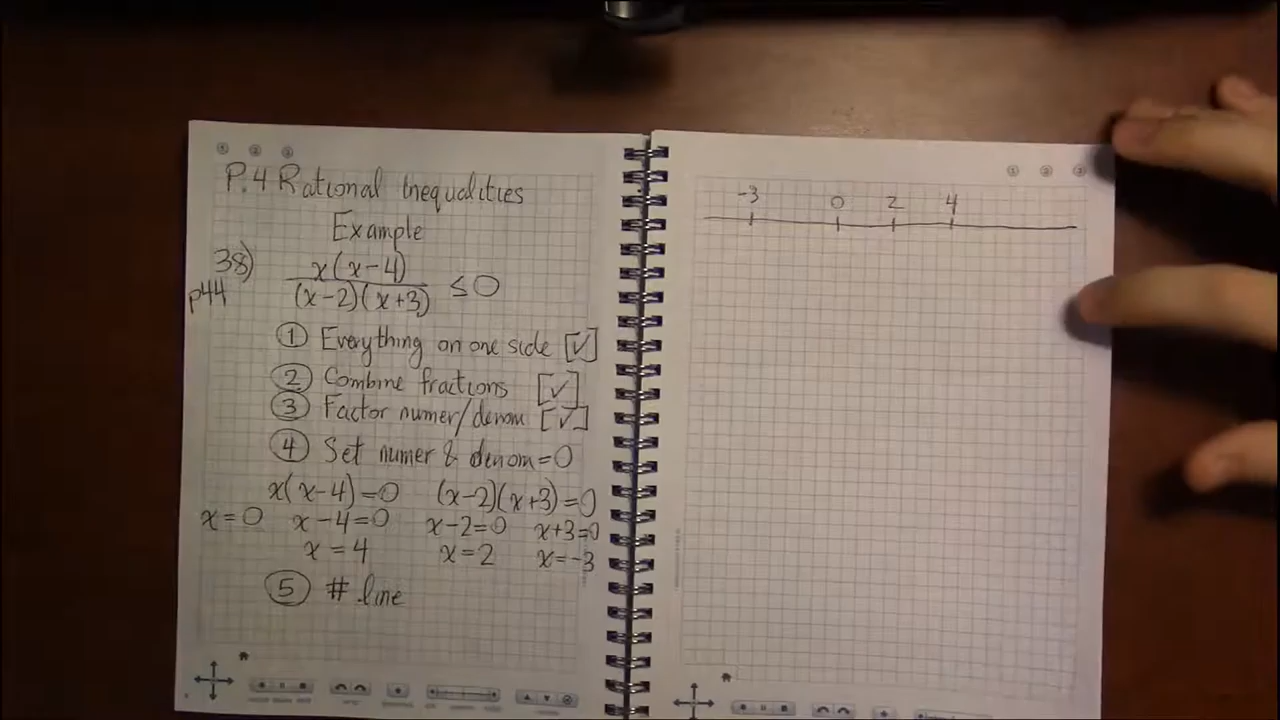 P.4 Rational Inequalities
Example
38)
p44
x(x-4)
(x-2)(x+3)
≤0
① Everything on one side [✓]
② Combine fractions [✓]
③ Factor numer/denom [✓]
④ Set numer & denom=0
x(x-4)=0 (x-2)(x+3)=0
x=0 x-4=0 x-2=0 x+3=0
x=4 x=2 x=-3
⑤ # line
-3 0 2 4